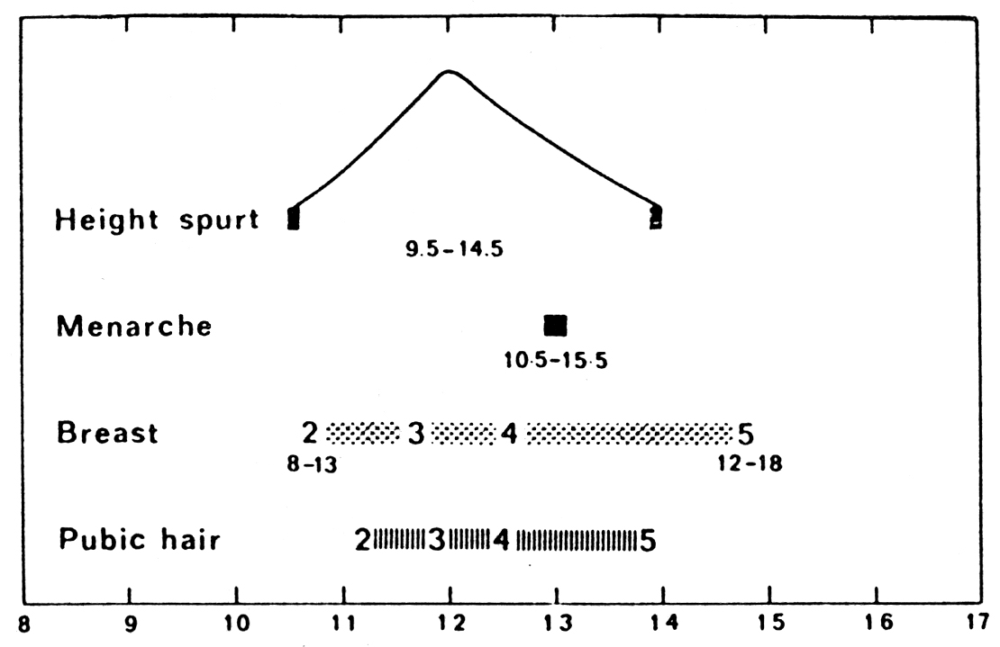 Height spurt
9.5-14.5
Menarche
10·5-15·5
Breast 2 3 4 5
8-13 12-18
Pubic hair 2 3 4 5
8 9 10 11 12 13 14 15 16 17